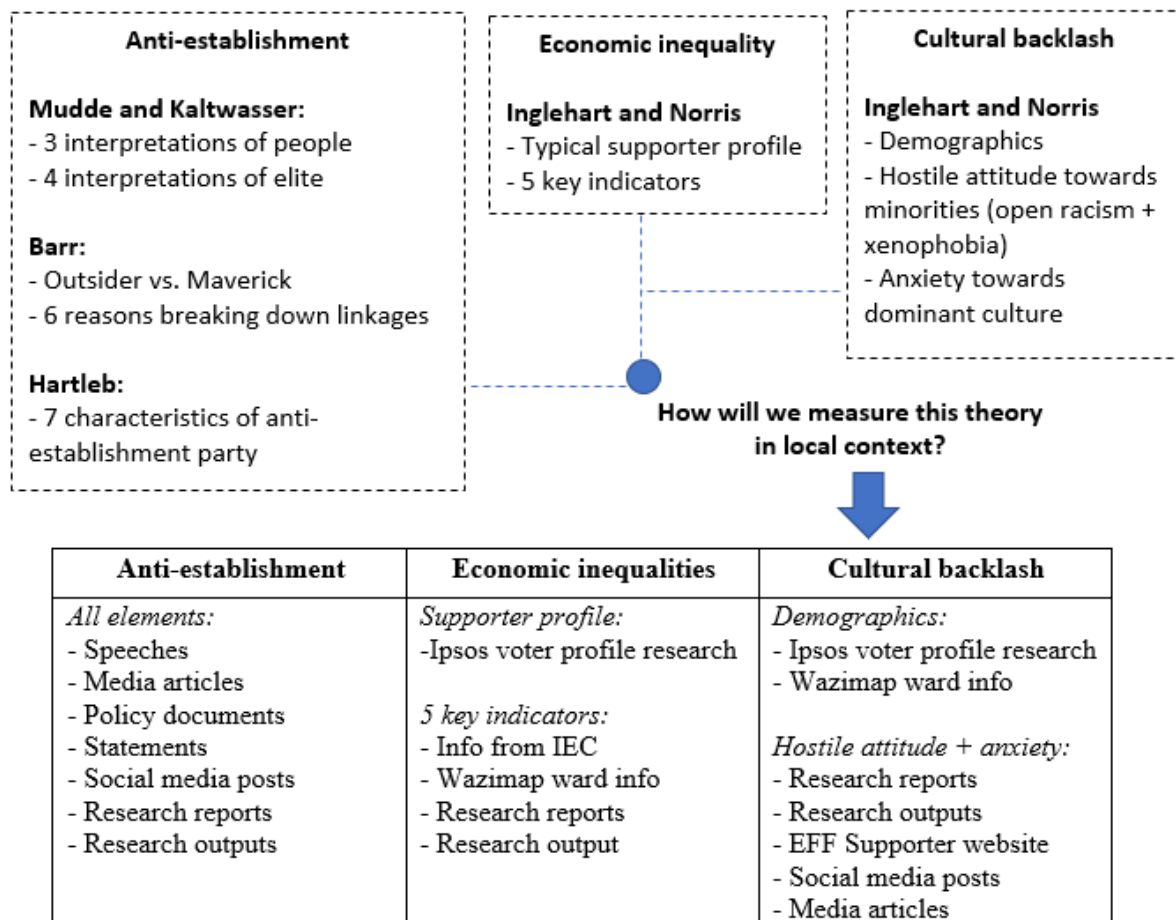 Anti-establishment
Mudde and Kaltwasser:
- 3 interpretations of people
- 4 interpretations of elite
Barr:
- Outsider vs. Maverick
- 6 reasons breaking down linkages
Hartleb:
- 7 characteristics of anti-
establishment party
Economic inequality
Inglehart and Norris
- Typical supporter profile
- 5 key indicators
Cultural backlash
Inglehart and Norris
- Demographics
- Hostile attitude towards
minorities (open racism +
xenophobia)
- Anxiety towards
dominant culture
How will we measure this theory
in local context?
Anti-establishment
Economic inequalities
Cultural backlash
All elements:
- Speeches
- Media articles
- Policy documents
- Statements
- Social media posts
- Research reports
- Research outputs
Supporter profile:
-Ipsos voter profile research
5 key indicators:
- Info from IEC
- Wazimap ward info
- Research reports
- Research output
Demographics:
- Ipsos voter profile research
- Wazimap ward info
Hostile attitude + anxiety:
- Research reports
- Research outputs
- EFF Supporter website
- Social media posts
- Media articles